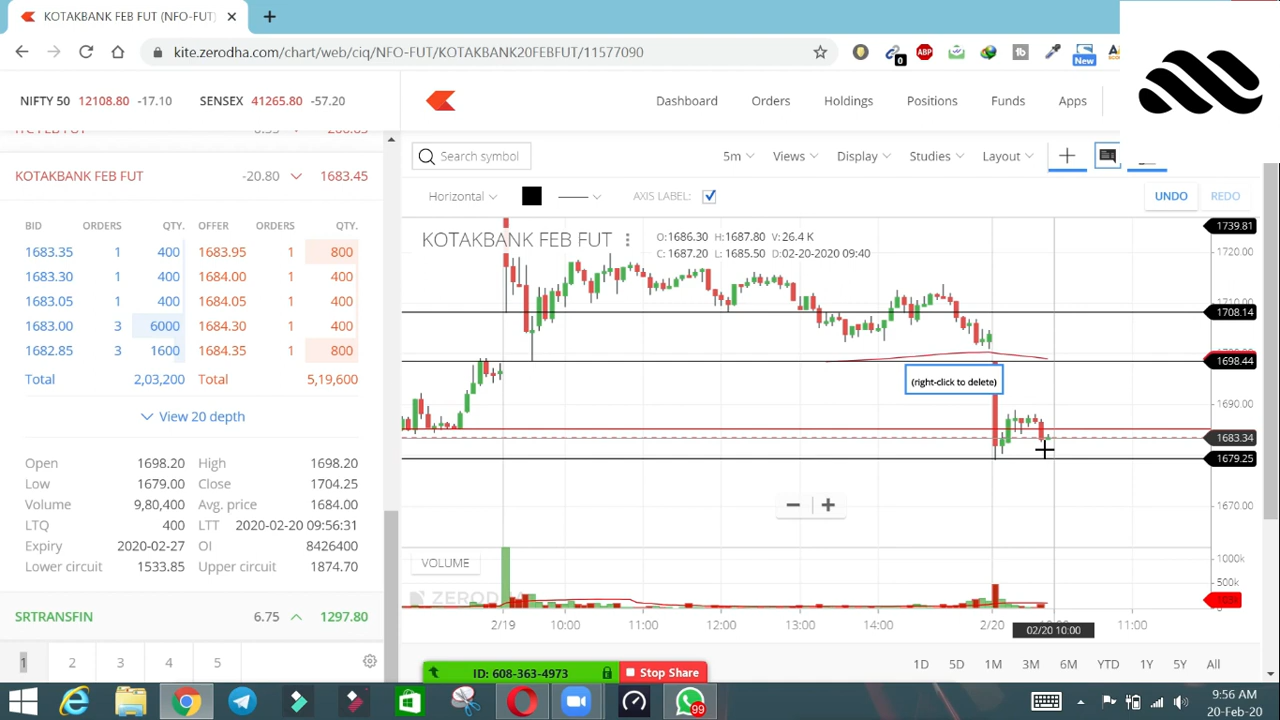 KOTAKBANK FEB FUT (NFO-FUT)
kite.zerodha.com/chart/web/ciq/NFO-FUT/KOTAKBANK20FEBFUT/11577090
0
ABP
New
NIFTY 50 12108.80 -17.10 SENSEX 41265.80 -57.20
Dashboard Orders Holdings Positions Funds Apps
KOTAKBANK FEB FUT -20.80 1683.45
BID ORDERS QTY. OFFER ORDERS QTY.
1683.35 1 400 1683.95 1 800
1683.30 1 400 1684.00 1 400
1683.05 1 400 1684.05 1 400
1683.00 3 6000 1684.30 1 400
1682.85 3 1600 1684.35 1 800
Total 2,03,200 Total 5,19,600
View 20 depth
Open 1698.20 High 1698.20
Low 1679.00 Close 1704.25
Volume 9,80,400 Avg. price 1684.00
LTQ 400 LTT 2020-02-20 09:56:31
Expiry 2020-02-27 OI 8426400
Lower circuit 1533.85 Upper circuit 1874.70
SRTRANSFIN 6.75 1297.80
1 2 3 4 5
Search symbol 5m Views Display Studies Layout
Horizontal AXIS LABEL: UNDO REDO
KOTAKBANK FEB FUT
O:1686.30 H:1687.80 V:26.4 K
C:1687.20 L:1685.50 D:02-20-2020 09:40
1739.81
1720.00
1708.14
1698.44
(right-click to delete)
1690.00
1683.34
1679.25
1670.00
VOLUME
1000k
500k
ZERODHA
2/19 10:00 11:00 12:00 13:00 14:00 2/20 11:00
02/20 10:00
1D 5D 1M 3M 6M YTD 1Y 5Y All
ID: 608-363-4973 Stop Share
99
9:56 AM
20-Feb-20